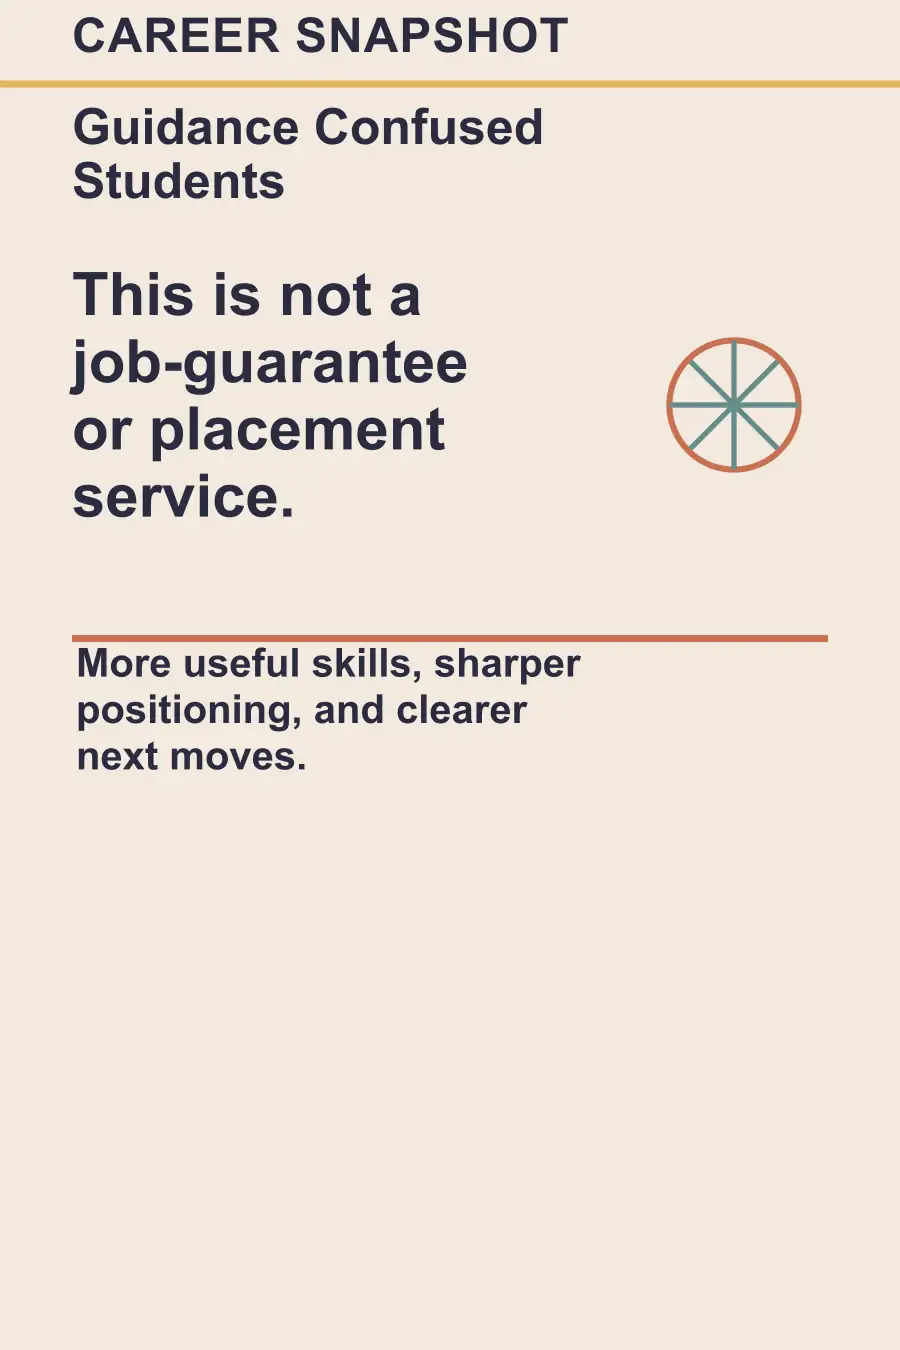 CAREER SNAPSHOT
Guidance Confused
Students
This is not a
job-guarantee
or placement
service.
More useful skills, sharper
positioning, and clearer
next moves.